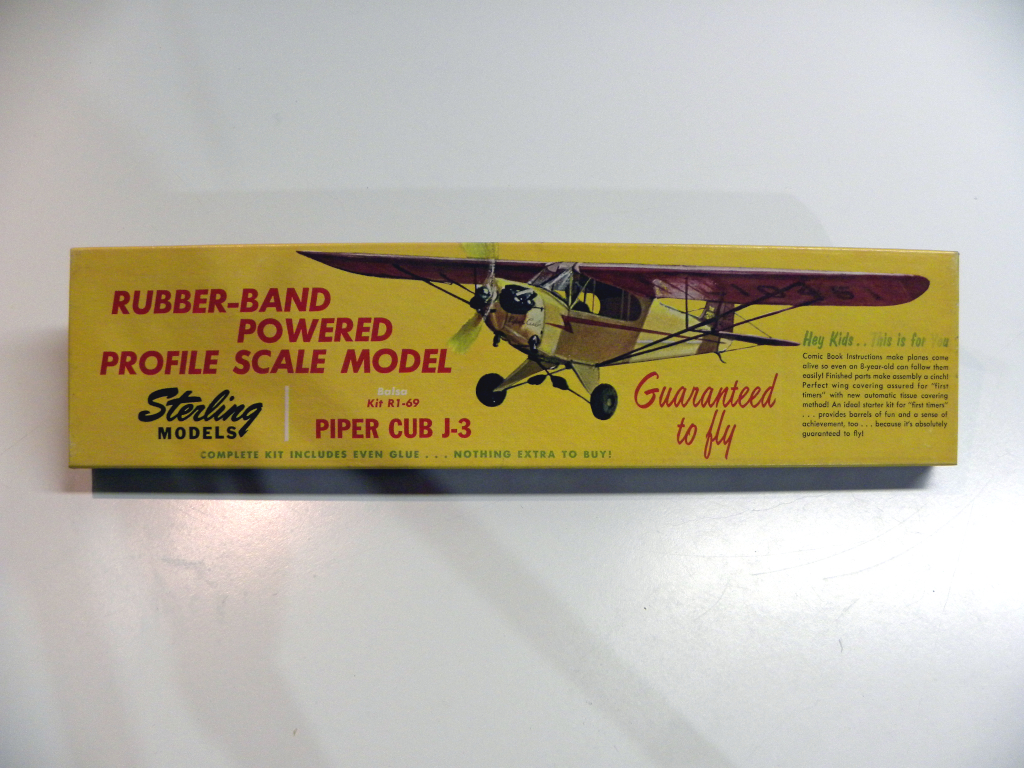 RUBBER-BAND
POWERED
PROFILE SCALE MODEL
Sterling
MODELS
Balsa
Kit R1-69
PIPER CUB J-3
COMPLETE KIT INCLUDES EVEN GLUE . . . NOTHING EXTRA TO BUY!
Guaranteed
to fly
Hey Kids . . This is for You
Comic Book Instructions make planes come
alive so even an 8-year-old can follow them
easily! Finished parts make assembly a cinch!
Perfect wing covering assured for "first
timers" with new automatic tissue covering
method! An ideal starter kit for "first timers"
. . . provides barrels of fun and a sense of
achievement, too . . . because it's absolutely
guaranteed to fly!